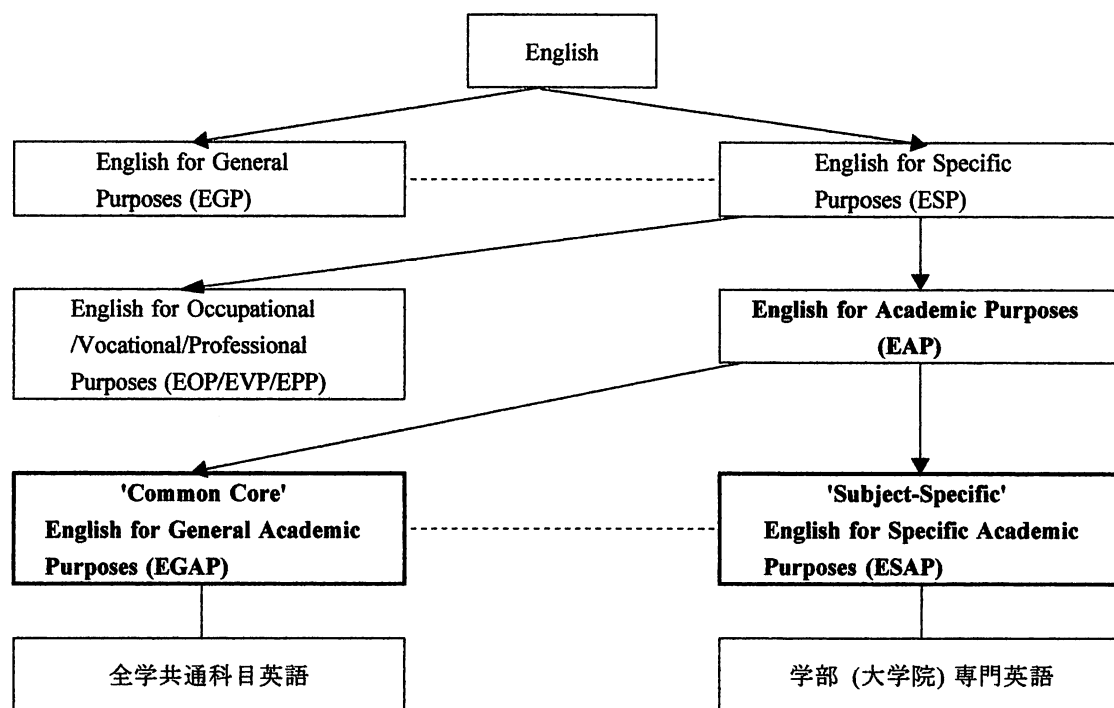 English
English for General
Purposes (EGP)
English for Specific
Purposes (ESP)
English for Occupational
/Vocational/Professional
Purposes (EOP/EVP/EPP)
English for Academic Purposes
(EAP)
'Common Core'
English for General Academic
Purposes (EGAP)
'Subject-Specific'
English for Specific Academic
Purposes (ESAP)
全学共通科目英語
学部 (大学院) 専門英語